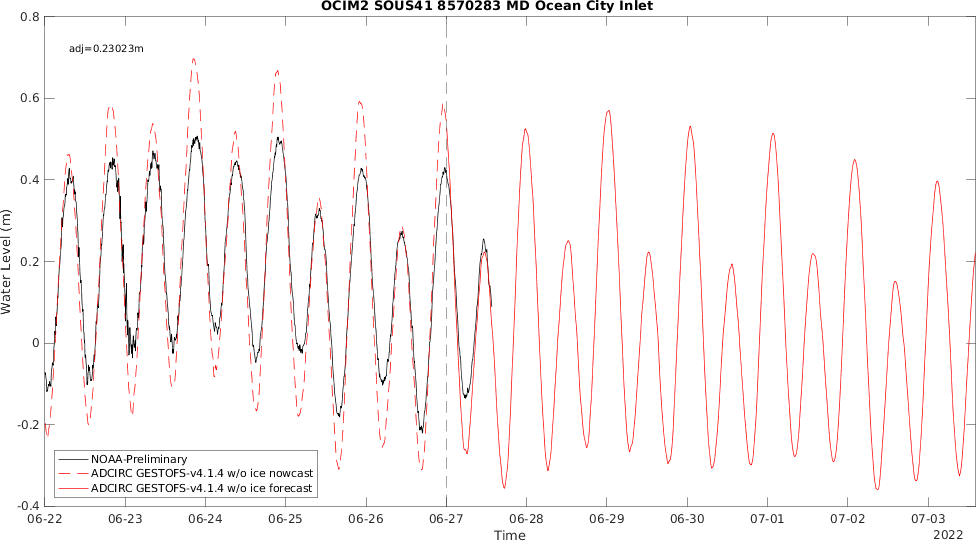 OCIM2 SOUS41 8570283 MD Ocean City Inlet
0.8
adj=0.23023m
0.6
0.4
0.2
0
-0.2
-0.4
Water Level (m)
NOAA-Preliminary
ADCIRC GESTOFS-v4.1.4 w/o ice nowcast
ADCIRC GESTOFS-v4.1.4 w/o ice forecast
06-22 06-23 06-24 06-25 06-26 06-27 06-28 06-29 06-30 07-01 07-02 07-03
Time
2022